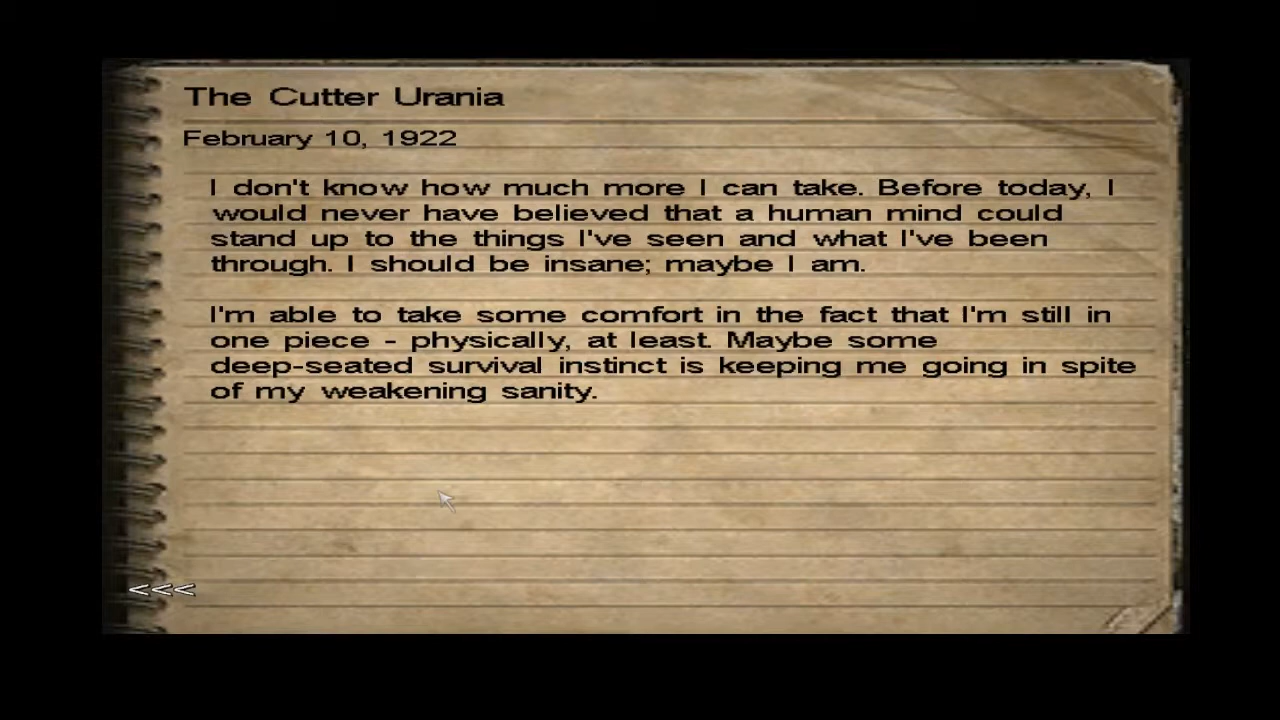 The Cutter Urania
February 10, 1922
I don't know how much more I can take. Before today, I
would never have believed that a human mind could
stand up to the things I've seen and what I've been
through. I should be insane; maybe I am.
I'm able to take some comfort in the fact that I'm still in
one piece - physically, at least. Maybe some
deep-seated survival instinct is keeping me going in spite
of my weakening sanity.
<<<